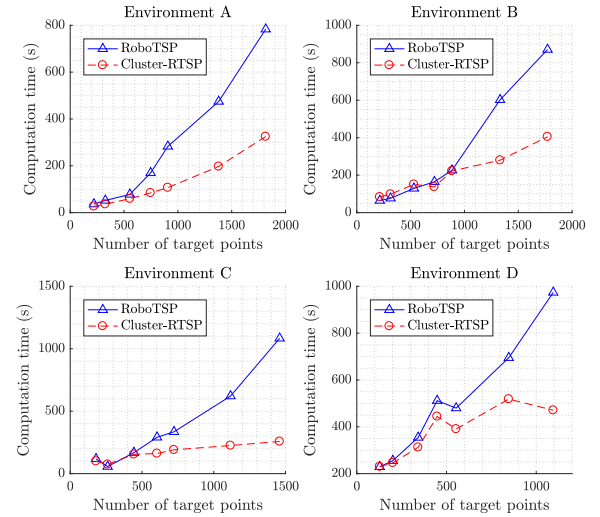 Environment A
800
600
400
200
0
0
500
1000
1500
2000
Computation time (s)
Number of target points
RoboTSP
Cluster-RTSP
Environment B
1000
800
600
400
200
0
0
500
1000
1500
2000
Computation time (s)
Number of target points
RoboTSP
Cluster-RTSP
Environment C
1500
1000
500
0
0
500
1000
1500
Computation time (s)
Number of target points
RoboTSP
Cluster-RTSP
Environment D
1000
800
600
400
200
0
500
1000
Computation time (s)
Number of target points
RoboTSP
Cluster-RTSP